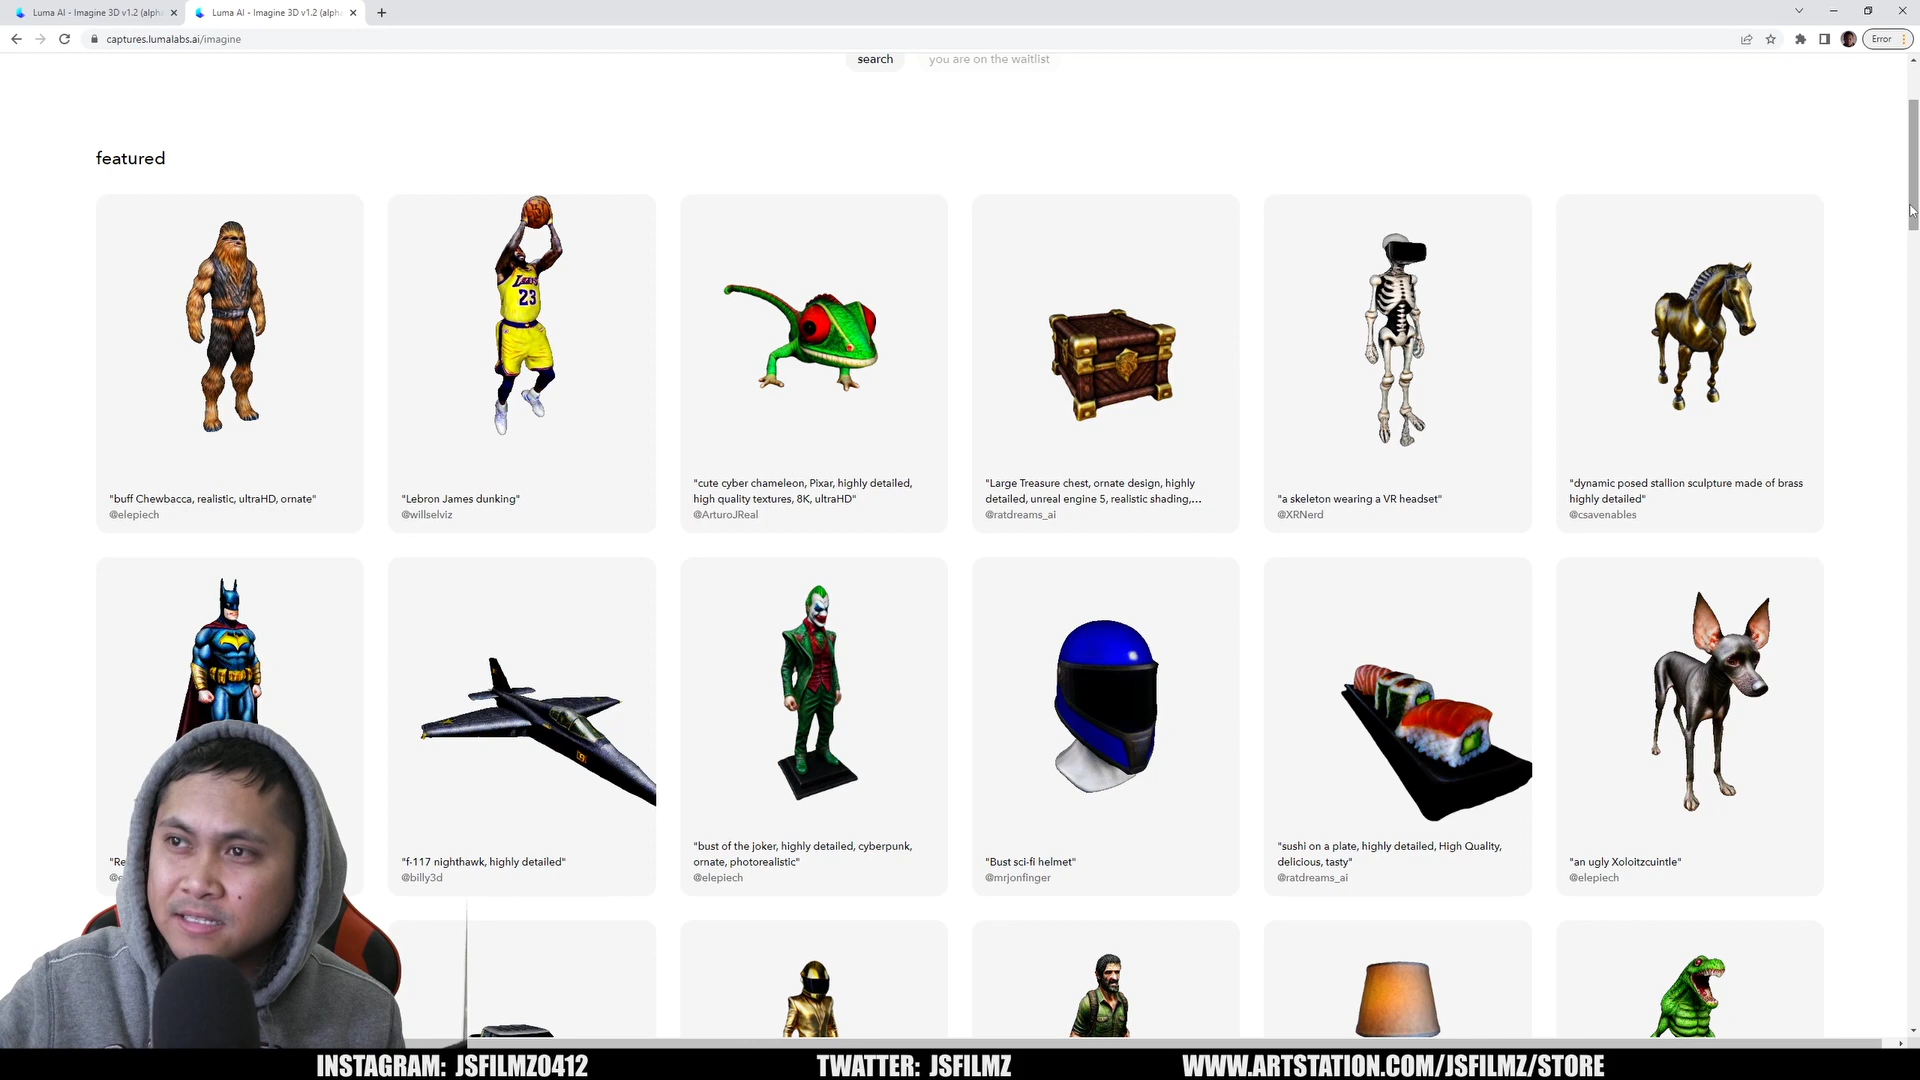 Luma AI - Imagine 3D v1.2 (alpha
Luma AI - Imagine 3D v1.2 (alpha
captures.lumalabs.ai/imagine
Error
search
you are on the waitlist
featured
"buff Chewbacca, realistic, ultraHD, ornate"
@elepiech
"Lebron James dunking"
@willselviz
"cute cyber chameleon, Pixar, highly detailed,
high quality textures, 8K, ultraHD"
@ArturoJReal
"Large Treasure chest, ornate design, highly
detailed, unreal engine 5, realistic shading,...
@ratdreams_ai
"a skeleton wearing a VR headset"
@XRNerd
"dynamic posed stallion sculpture made of brass
highly detailed"
@csavenables
23
"Re
@e
"f-117 nighthawk, highly detailed"
@billy3d
"bust of the joker, highly detailed, cyberpunk,
ornate, photorealistic"
@elepiech
"Bust sci-fi helmet"
@mrjonfinger
"sushi on a plate, highly detailed, High Quality,
delicious, tasty"
@ratdreams_ai
"an ugly Xoloitzcuintle"
@elepiech
INSTAGRAM: JSFILMZ0412
TWATTER: JSFILMZ
WWW.ARTSTATION.COM/JSFILMZ/STORE